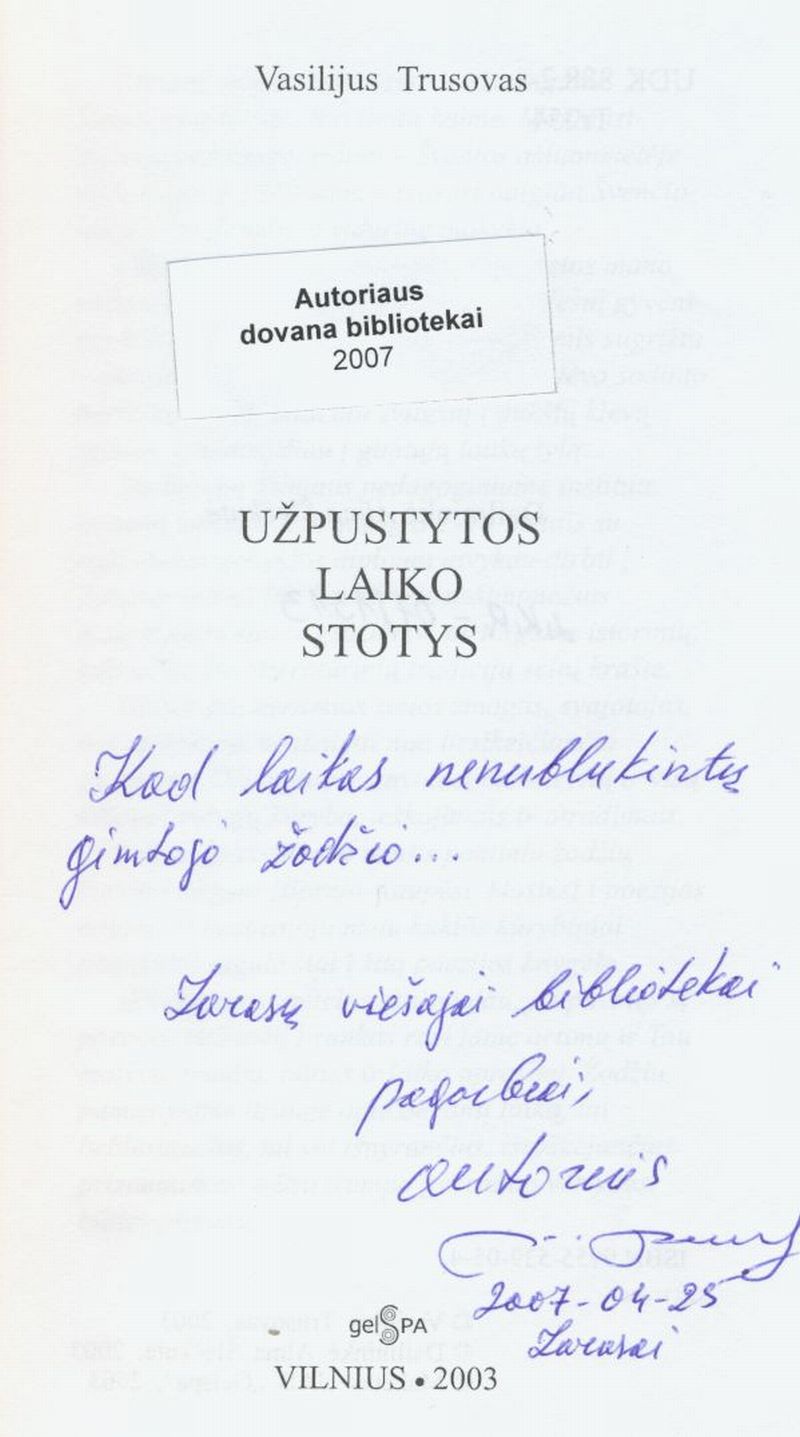 Vasilijus Trusovas
Autoriaus
dovana bibliotekai
2007
UŽPUSTYTOS
LAIKO
STOTYS
Kad laikas nenublukintų
gimtojo žodžio...
Zarasų viešajai bibliotekai
pagarbiai,
autorius
2007-04-25
Zarasai
gelSPA
VILNIUS • 2003